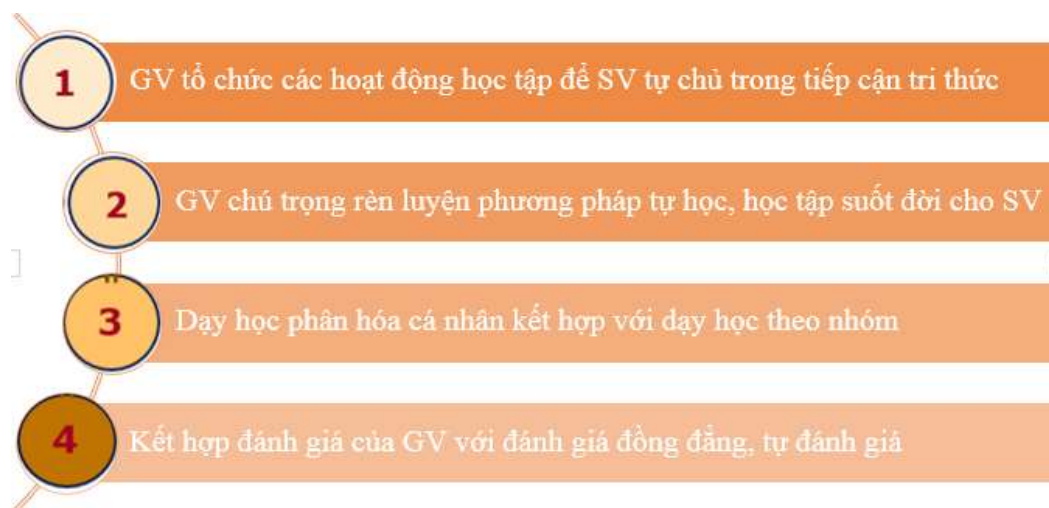 1 GV tổ chức các hoạt động học tập để SV tự chủ trong tiếp cận tri thức
2 GV chú trọng rèn luyện phương pháp tự học, học tập suốt đời cho SV
3 Dạy học phân hóa cá nhân kết hợp với dạy học theo nhóm
4 Kết hợp đánh giá của GV với đánh giá đồng đẳng, tự đánh giá